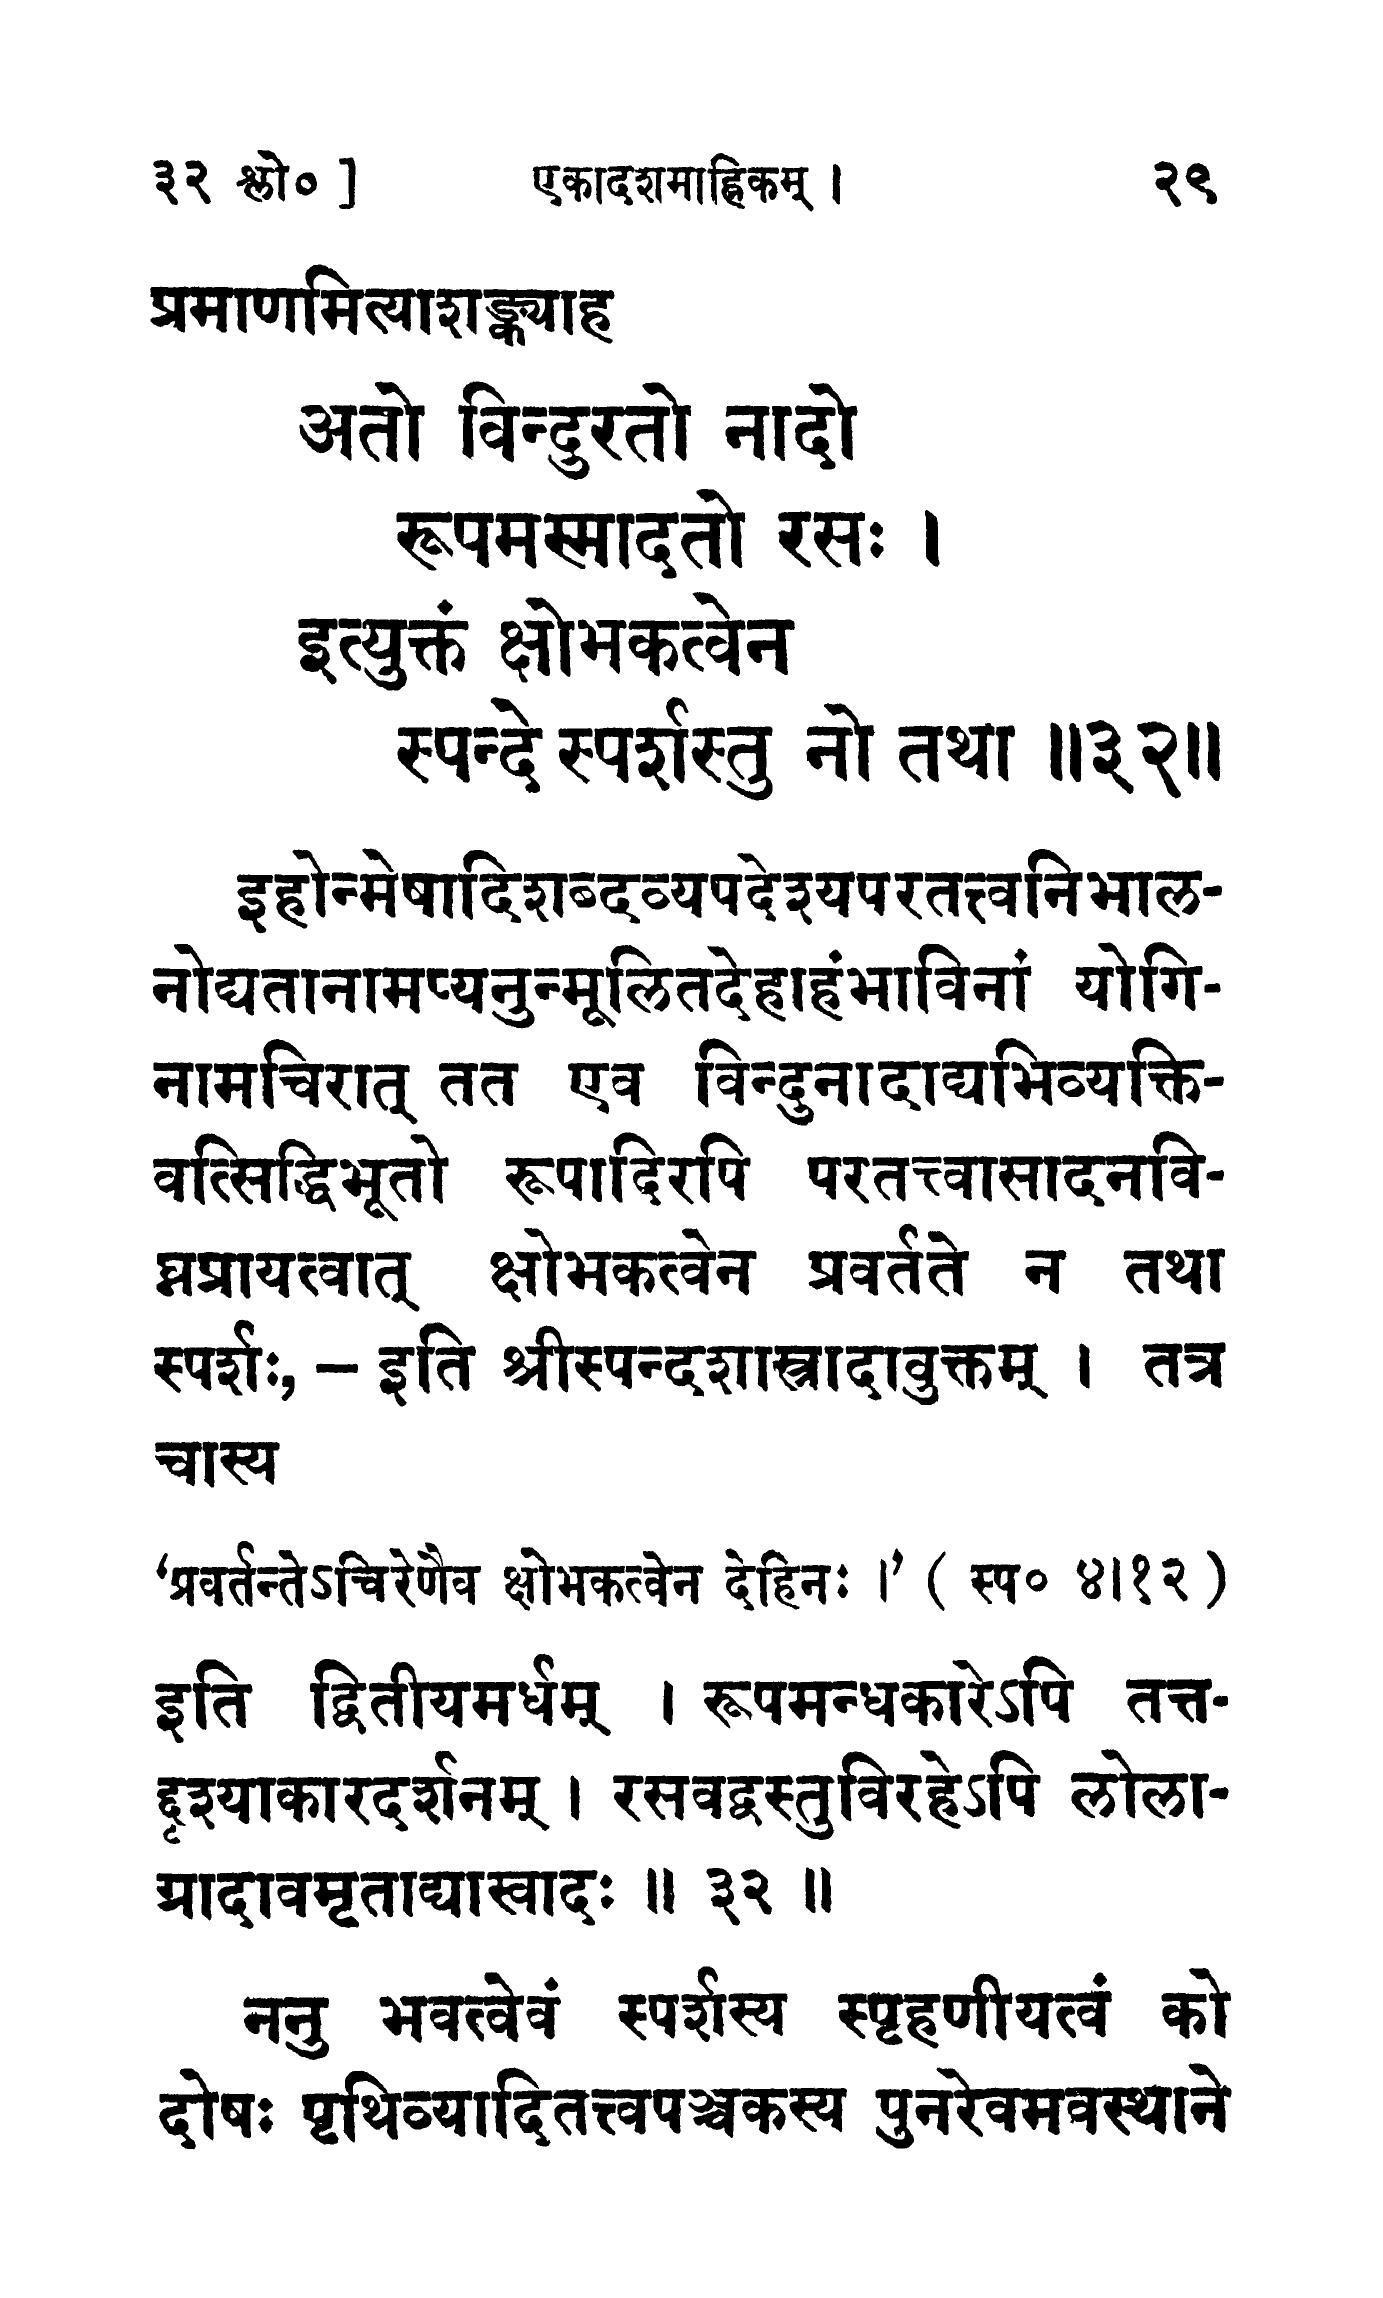 ३२ श्लो० ]	एकादशमाह्निकम् ।	२९
प्रमाणमित्याशङ्क्याह
अतो विन्दुरतो नादो
रूपमस्मादतो रसः ।
इत्युक्तं क्षोभकत्वेन
स्पन्दे स्पर्शस्तु नो तथा ॥३२॥
इहोन्मेषादिशब्दव्यपदेश्यपरतत्त्वनिभाल-
नोद्यतानामप्यनुन्मूलितदेहाहंभाविनां योगि-
नामचिरात् तत एव विन्दुनादाद्यभिव्यक्ति-
वत्सिद्धिभूतो रूपादिरपि परतत्त्वासादनवि-
घ्नप्रायत्वात् क्षोभकत्वेन प्रवर्तते न तथा
स्पर्शः, — इति श्रीस्पन्दशास्त्रादावुक्तम् । तत्र
चास्य
‘प्रवर्तन्तेऽचिरेणैव क्षोभकत्वेन देहिनः ।’ ( स्प० ४।१२ )
इति द्वितीयमर्धम् । रूपमन्धकारेऽपि तत्त-
द्दृश्याकारदर्शनम् । रसवद्वस्तुविरहेऽपि लोला-
ग्रादावमृताद्यास्वादः ॥ ३२ ॥
ननु भवत्वेवं स्पर्शस्य स्पृहणीयत्वं को
दोषः पृथिव्यादितत्त्वपञ्चकस्य पुनरेवमवस्थाने